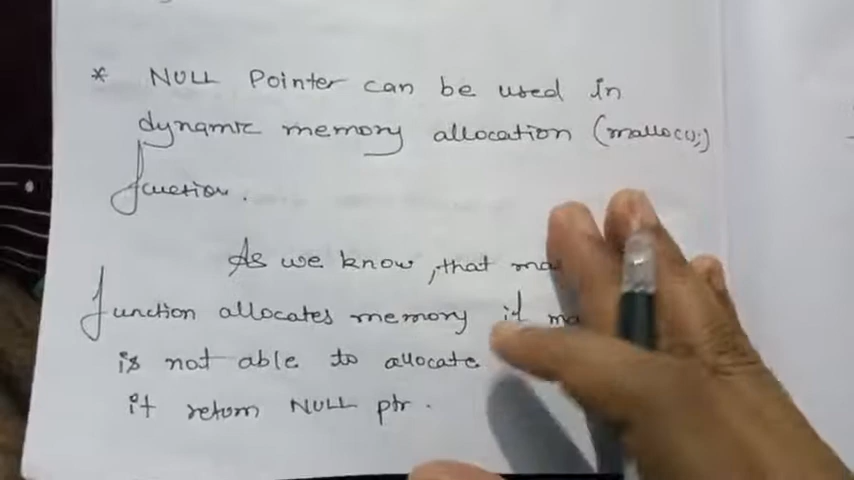 * NULL Pointer can be used in
dynamic memory allocation (malloc();)
function.
As we know, that
function allocates memory if
is not able to allocate
it return NULL ptr.